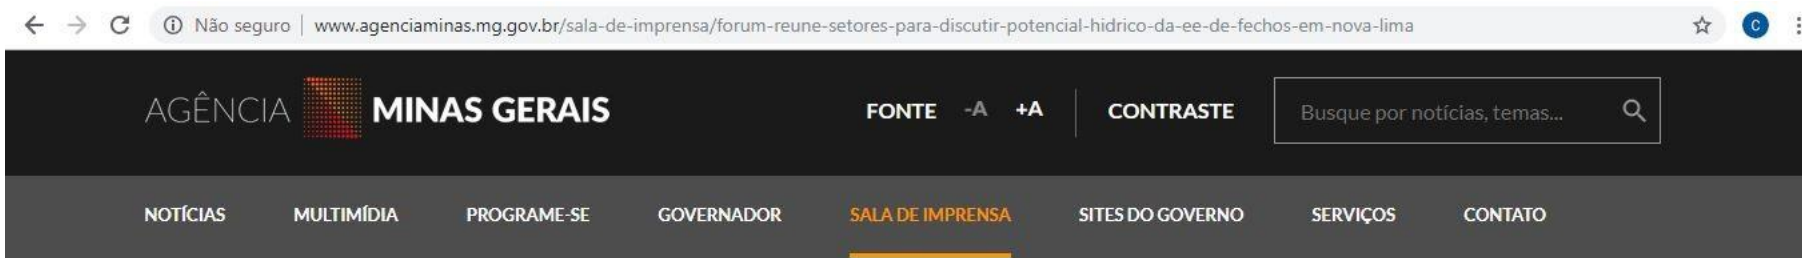 Não seguro | www.agenciaminas.mg.gov.br/sala-de-imprensa/forum-reune-setores-para-discutir-potencial-hidrico-da-ee-de-fechos-em-nova-lima C
AGÊNCIA MINAS GERAIS FONTE -A +A CONTRASTE Busque por notícias, temas...
NOTÍCIAS MULTIMÍDIA PROGRAME-SE GOVERNADOR SALA DE IMPRENSA SITES DO GOVERNO SERVIÇOS CONTATO